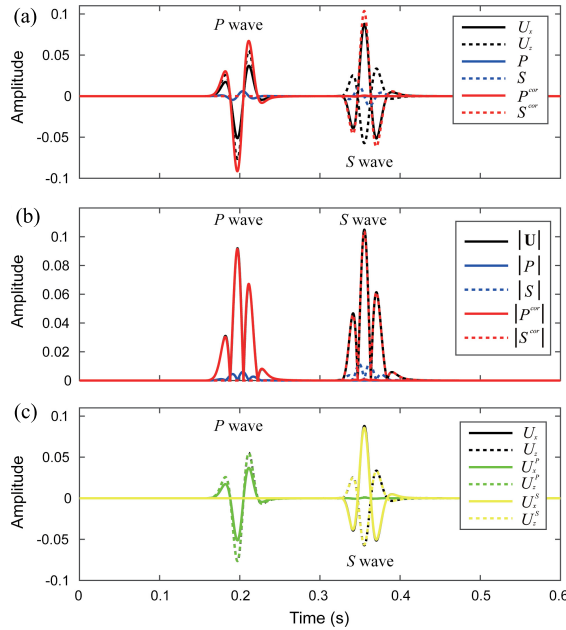 (a)
P wave
0.1
0.05
0
-0.05
-0.1
Amplitude
S wave
U_x
U_z
P
S
P^cor
S^cor
(b)
P wave
S wave
0.1
0.08
0.06
0.04
0.02
0
Amplitude
|U|
|P|
|S|
|P^cor|
|S^cor|
(c)
P wave
0.1
0.05
0
-0.05
-0.1
Amplitude
S wave
U_x
U_z
U_x^P
U_z^P
U_x^S
U_z^S
0
0.1
0.2
0.3
0.4
0.5
0.6
Time (s)